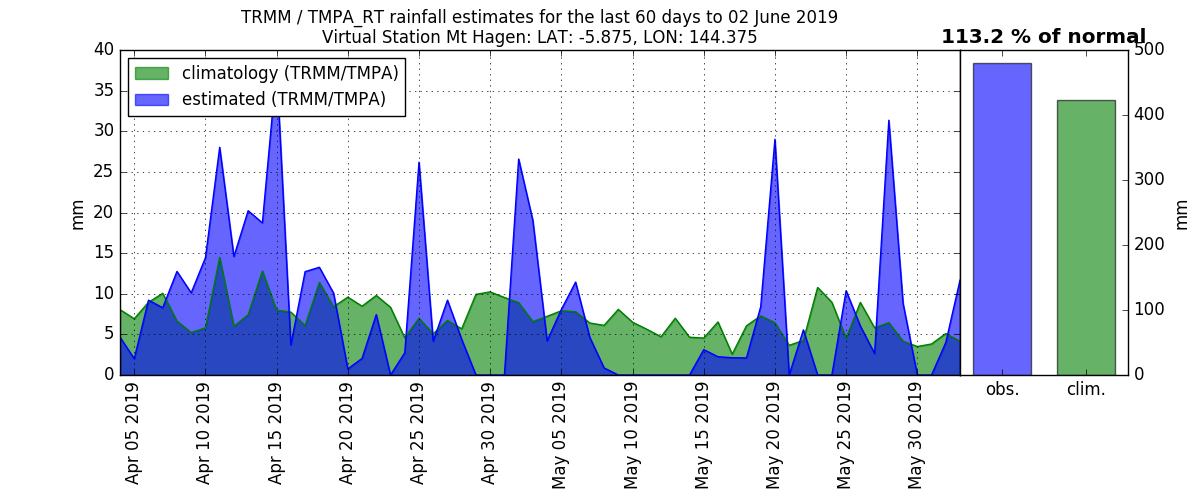 TRMM / TMPA_RT rainfall estimates for the last 60 days to 02 June 2019
Virtual Station Mt Hagen: LAT: -5.875, LON: 144.375
113.2 % of normal
climatology (TRMM/TMPA)
estimated (TRMM/TMPA)
mm
40
35
30
25
20
15
10
5
0
Apr 05 2019
Apr 10 2019
Apr 15 2019
Apr 20 2019
Apr 25 2019
Apr 30 2019
May 05 2019
May 10 2019
May 15 2019
May 20 2019
May 25 2019
May 30 2019
500
400
300
200
100
0
mm
obs.
clim.